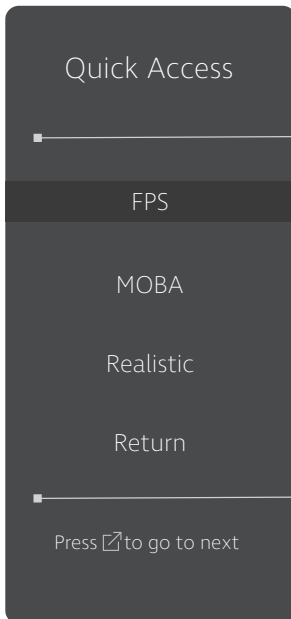 Quick Access
FPS
MOBA
Realistic
Return
Press to go to next